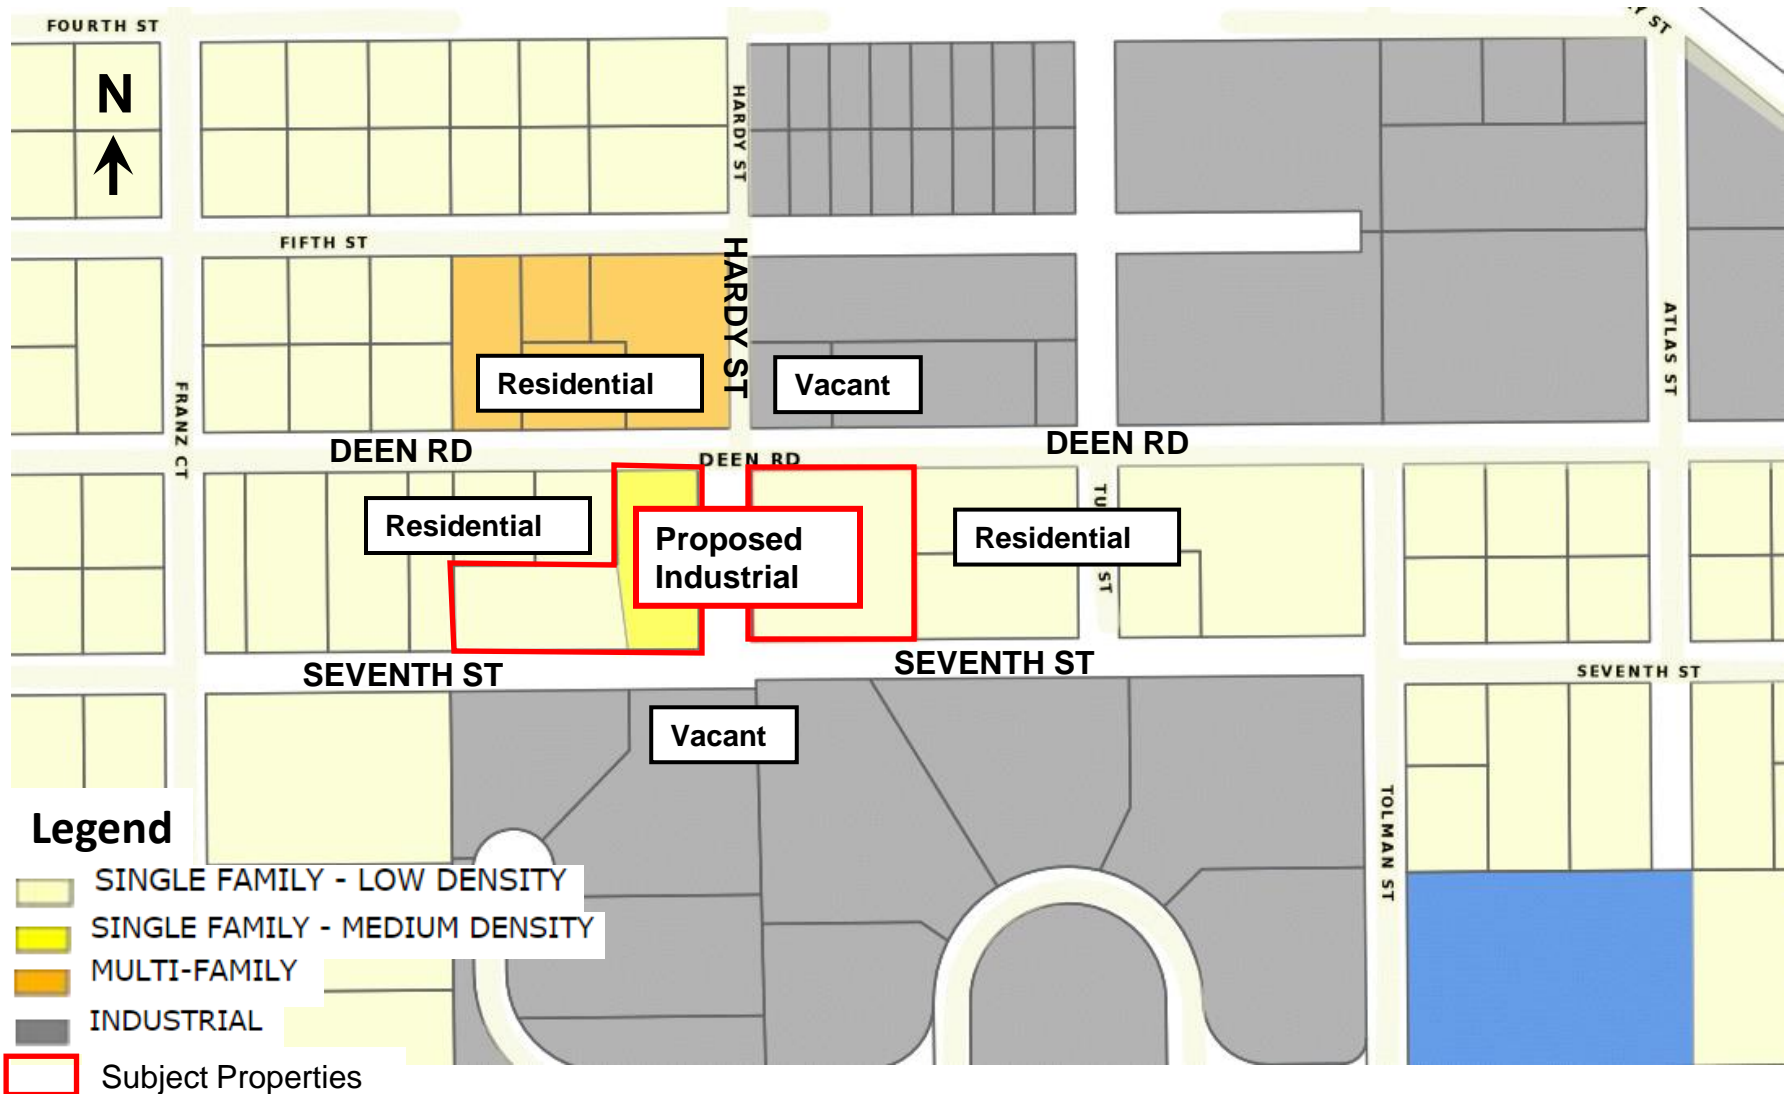 FOURTH ST
N
HARDY ST
FIFTH ST
HARDY ST
ATLAS ST
Residential
Vacant
FRANZ CT
DEEN RD
DEEN RD
DEEN RD
Residential
Proposed
Industrial
Residential
ST
SEVENTH ST
SEVENTH ST
SEVENTH ST
Vacant
TOLMAN ST
Legend
SINGLE FAMILY - LOW DENSITY
SINGLE FAMILY - MEDIUM DENSITY
MULTI-FAMILY
INDUSTRIAL
Subject Properties